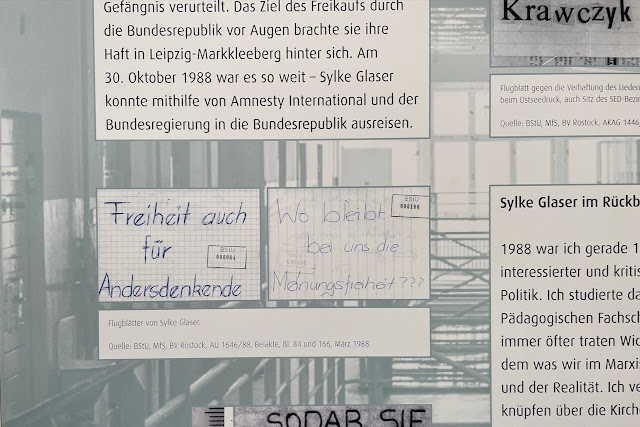 Gefängnis verurteilt. Das Ziel des Freikaufs durch
die Bundesrepublik vor Augen brachte sie ihre
Haft in Leipzig-Markkleeberg hinter sich. Am
30. Oktober 1988 war es so weit – Sylke Glaser
konnte mithilfe von Amnesty International und der
Bundesregierung in die Bundesrepublik ausreisen.
Freiheit auch
für
Andersdenkende
BStU
000084
Wo bleibt
bei uns die
Meinungsfreiheit???
BStU
000166
Flugblätter von Sylke Glaser.
Quelle: BStU, MfS, BV Rostock, AU 1646/88, Beiakte, Bl. 84 und 166, März 1988.
SODAB SIE
Krawczyk
Flugblatt gegen die Verhaftung des Lieder
beim Ostseedruck, auch Sitz des SED-Bezi
Quelle: BStU, MfS, BV Rostock, AKAG 1446
Sylke Glaser im Rückb
1988 war ich gerade 1
interessierter und kritis
Politik. Ich studierte da
Pädagogischen Fachsch
immer öfter traten Wid
dem was wir im Marxis
und der Realität. Ich ve
knüpfen über die Kirche